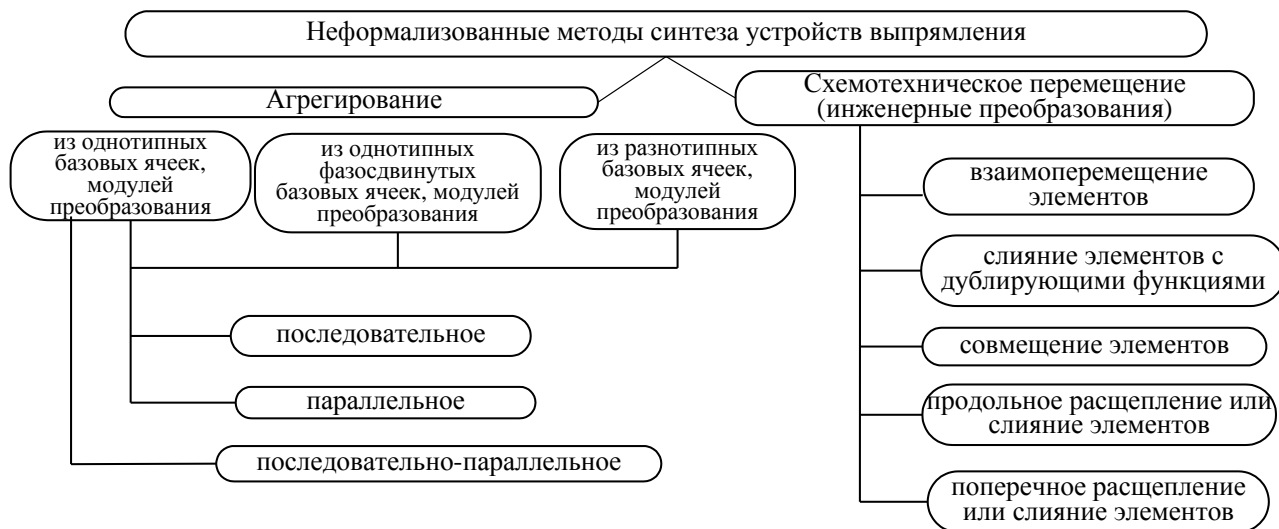 Неформализованные методы синтеза устройств выпрямления
Агрегирование
Схемотехническое перемещение
(инженерные преобразования)
из однотипных
базовых ячеек,
модулей
преобразования
из однотипных
фазосдвинутых
базовых ячеек, модулей
преобразования
из разнотипных
базовых ячеек,
модулей
преобразования
последовательное
параллельное
последовательно-параллельное
взаимоперемещение
элементов
слияние элементов с
дублирующими функциями
совмещение элементов
продольное расщепление или
слияние элементов
поперечное расщепление
или слияние элементов